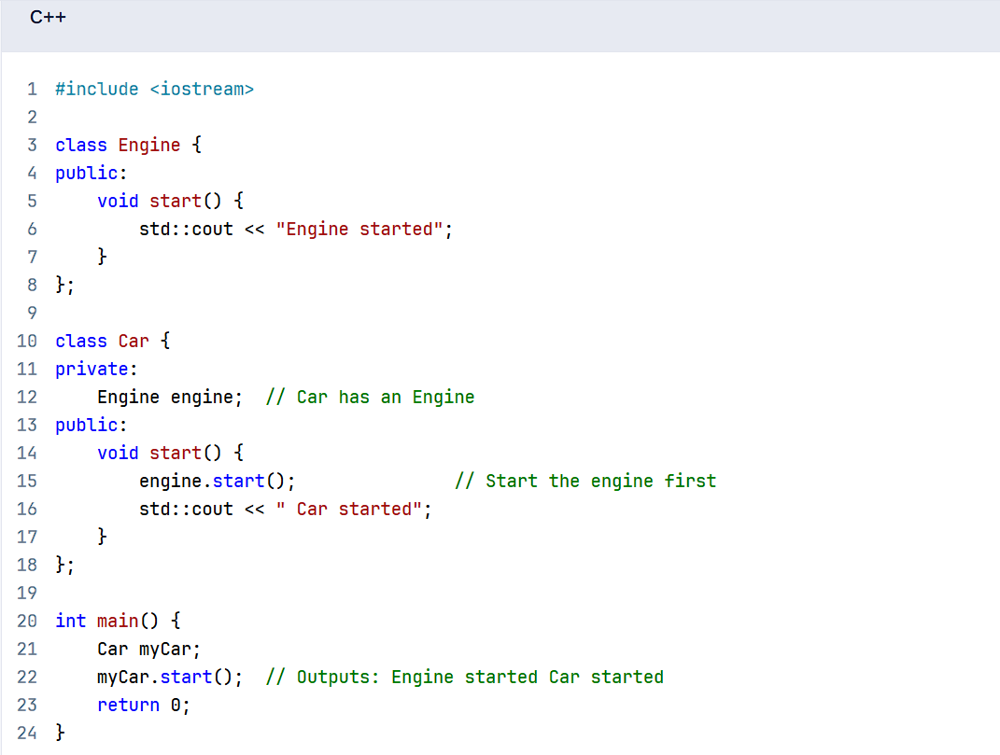 C++
1 #include <iostream>
2
3 class Engine {
4 public:
5     void start() {
6         std::cout << "Engine started";
7     }
8 };
9
10 class Car {
11 private:
12     Engine engine;  // Car has an Engine
13 public:
14     void start() {
15         engine.start();               // Start the engine first
16         std::cout << " Car started";
17     }
18 };
19
20 int main() {
21     Car myCar;
22     myCar.start();  // Outputs: Engine started Car started
23     return 0;
24 }